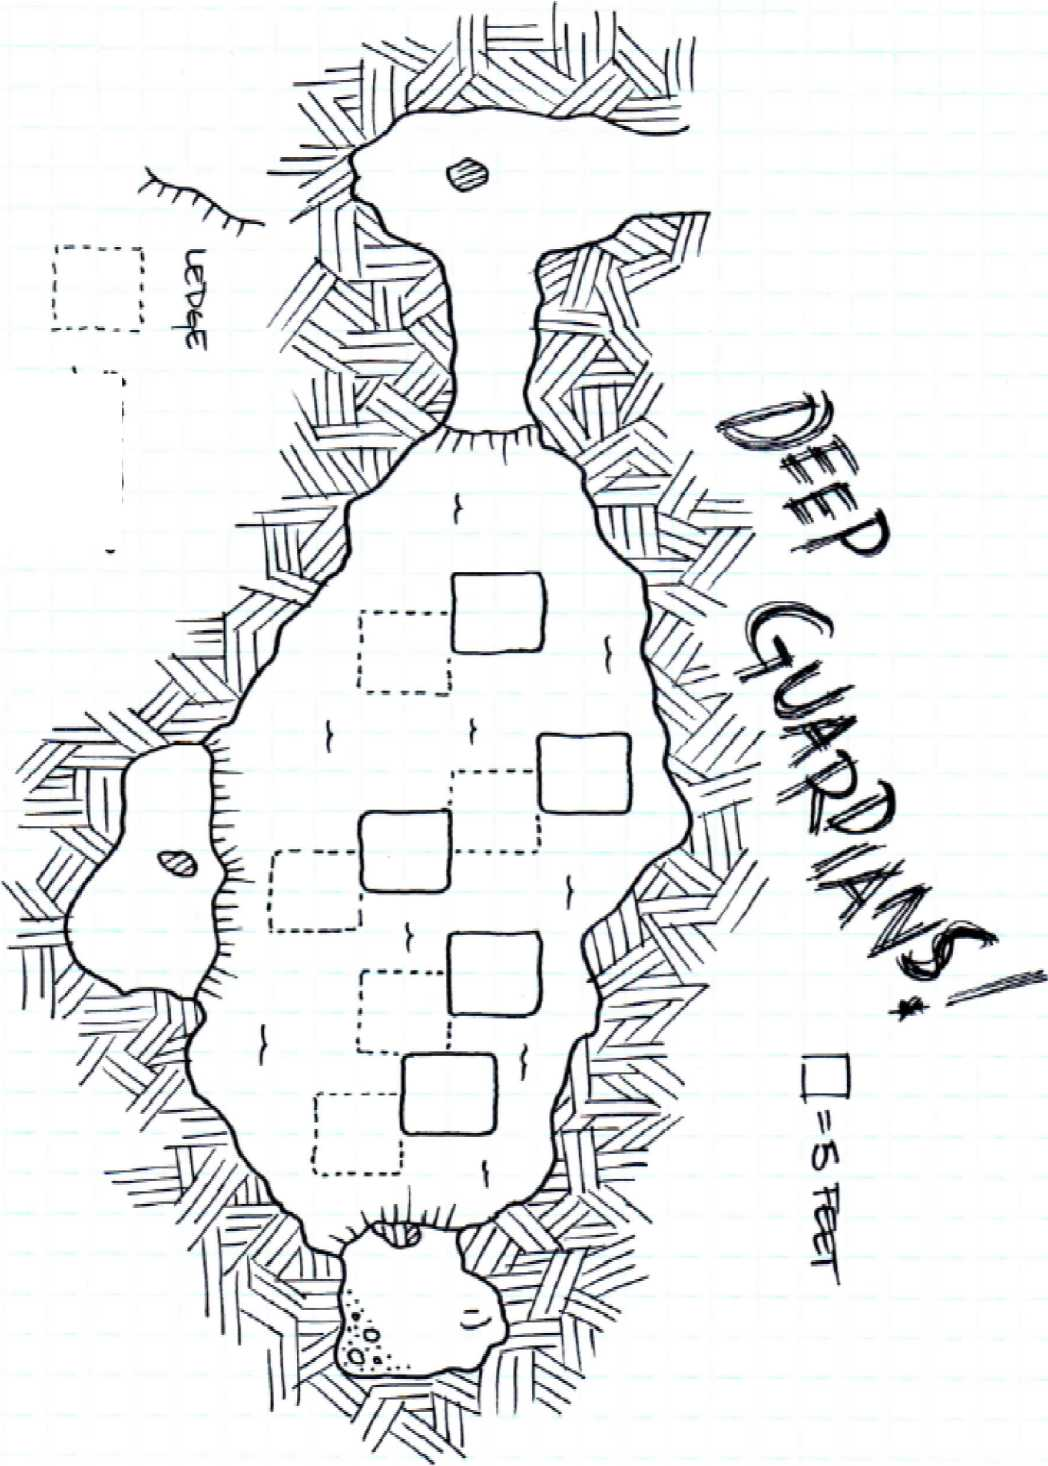 DEEP GUARDIANS!
□ = 5 FEET
LEDGE